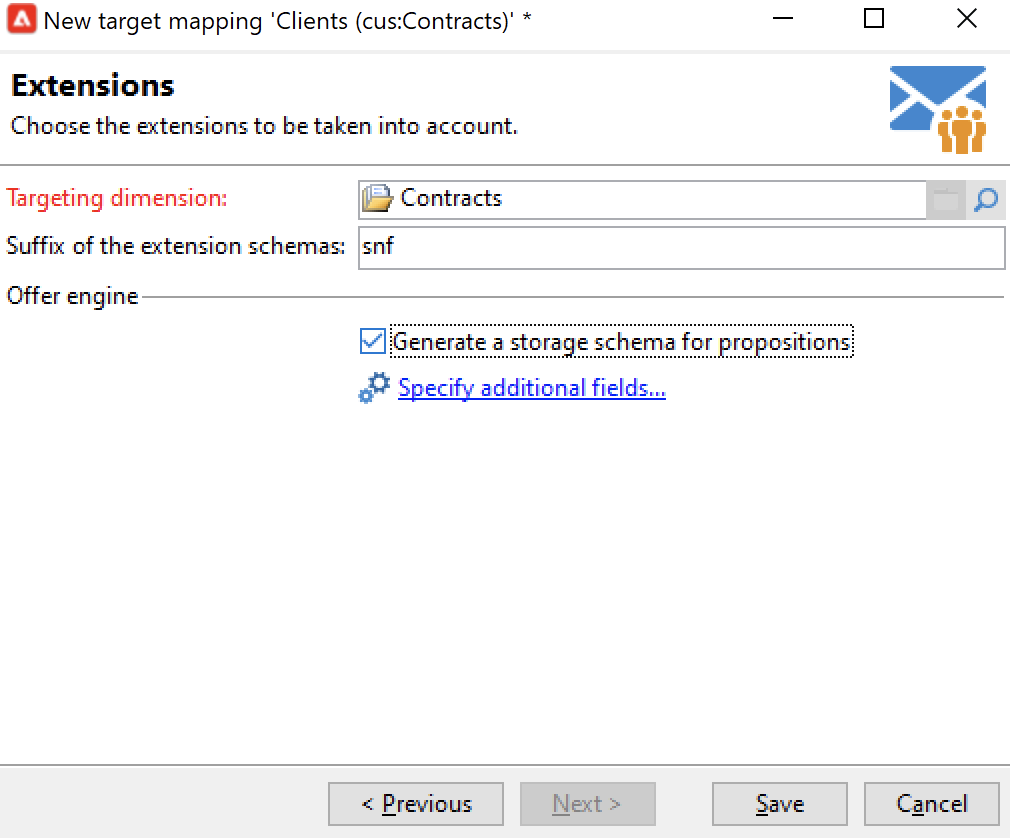 New target mapping 'Clients (cus:Contracts)' *
Extensions
Choose the extensions to be taken into account.
Targeting dimension: Contracts
Suffix of the extension schemas: snf
Offer engine
Generate a storage schema for propositions
Specify additional fields...
< Previous Next > Save Cancel